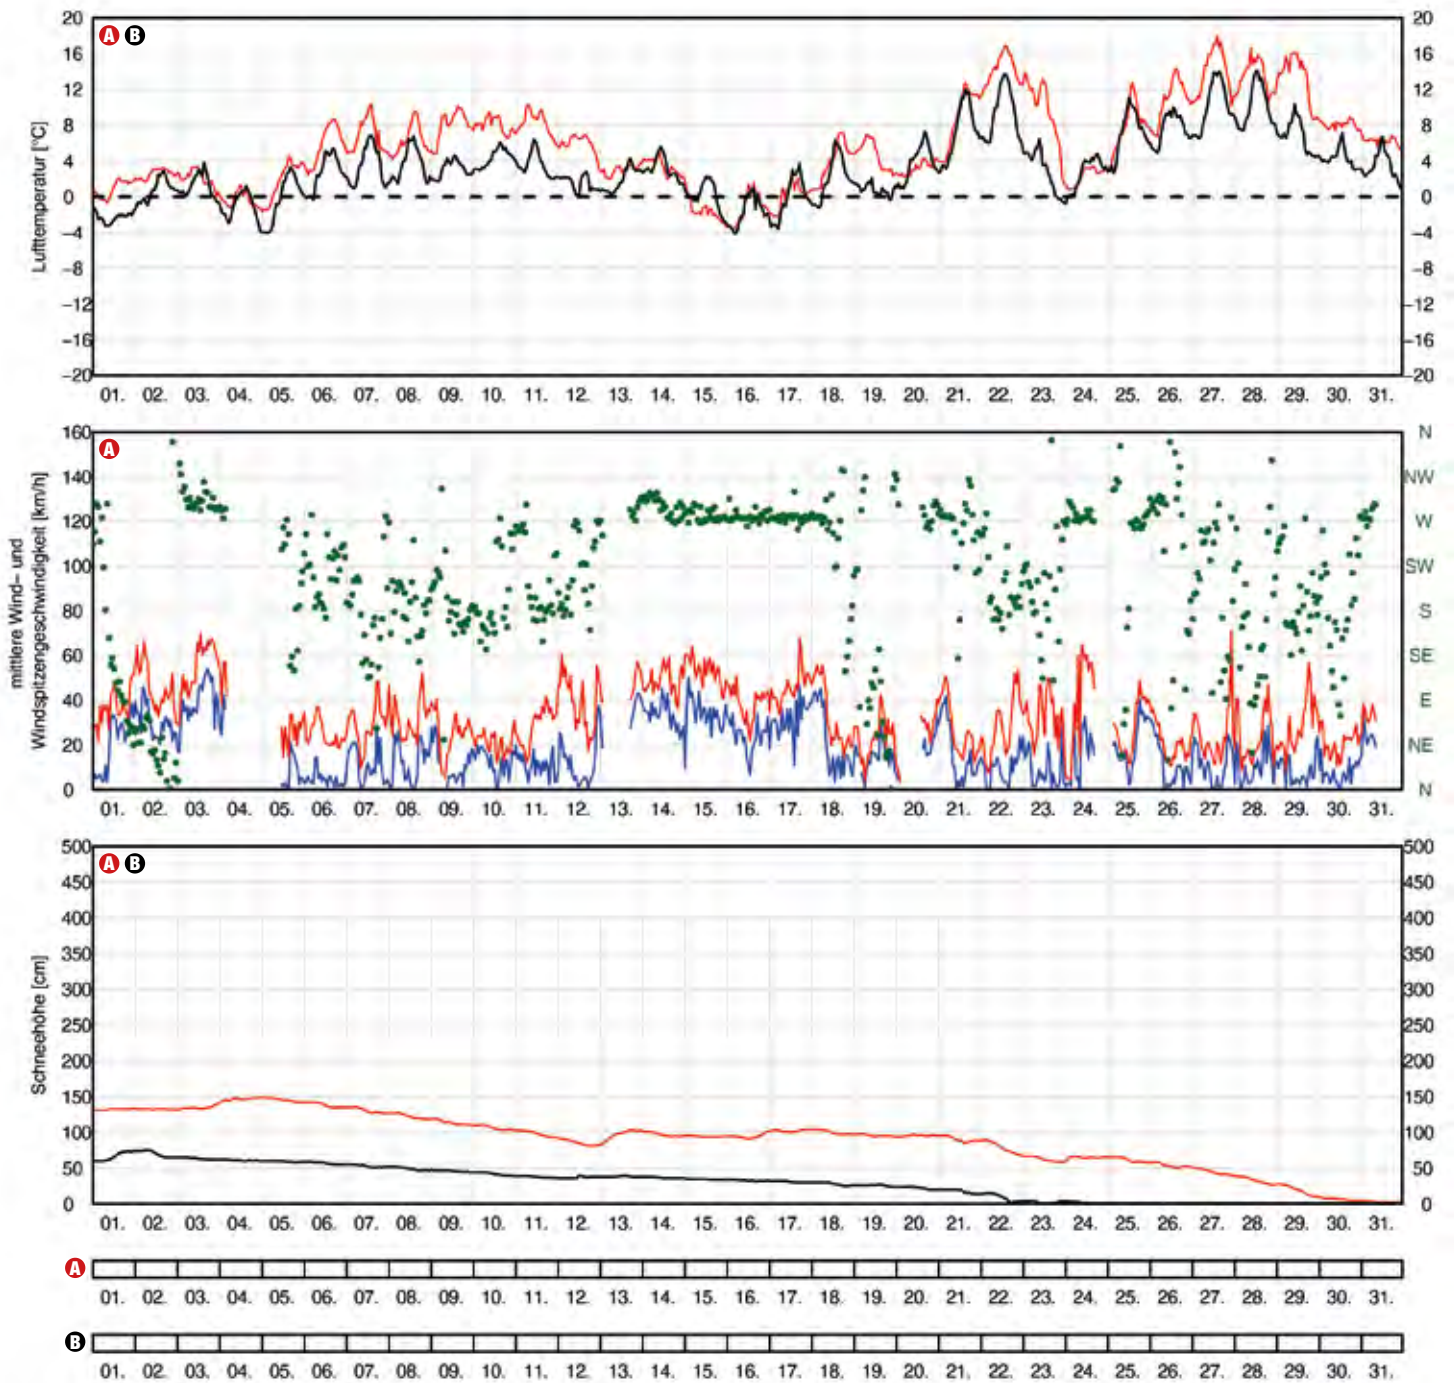 20 20
A B
16 16
12 12
8 8
4 4
0 0
−4 −4
−8 −8
−12 −12
−16 −16
−20 −20
Lufttemperatur [°C]
01. 02. 03. 04. 05. 06. 07. 08. 09. 10. 11. 12. 13. 14. 15. 16. 17. 18. 19. 20. 21. 22. 23. 24. 25. 26. 27. 28. 29. 30. 31.
160 N
A
140 NW
120 W
100 SW
80 S
60 SE
40 E
20 NE
0 N
mittlere Wind− und
Windspitzengeschwindigkeit [km/h]
01. 02. 03. 04. 05. 06. 07. 08. 09. 10. 11. 12. 13. 14. 15. 16. 17. 18. 19. 20. 21. 22. 23. 24. 25. 26. 27. 28. 29. 30. 31.
500 500
A B
450 450
400 400
350 350
300 300
250 250
200 200
150 150
100 100
50 50
0 0
Schneehöhe [cm]
01. 02. 03. 04. 05. 06. 07. 08. 09. 10. 11. 12. 13. 14. 15. 16. 17. 18. 19. 20. 21. 22. 23. 24. 25. 26. 27. 28. 29. 30. 31.
A
01. 02. 03. 04. 05. 06. 07. 08. 09. 10. 11. 12. 13. 14. 15. 16. 17. 18. 19. 20. 21. 22. 23. 24. 25. 26. 27. 28. 29. 30. 31.
B
01. 02. 03. 04. 05. 06. 07. 08. 09. 10. 11. 12. 13. 14. 15. 16. 17. 18. 19. 20. 21. 22. 23. 24. 25. 26. 27. 28. 29. 30. 31.